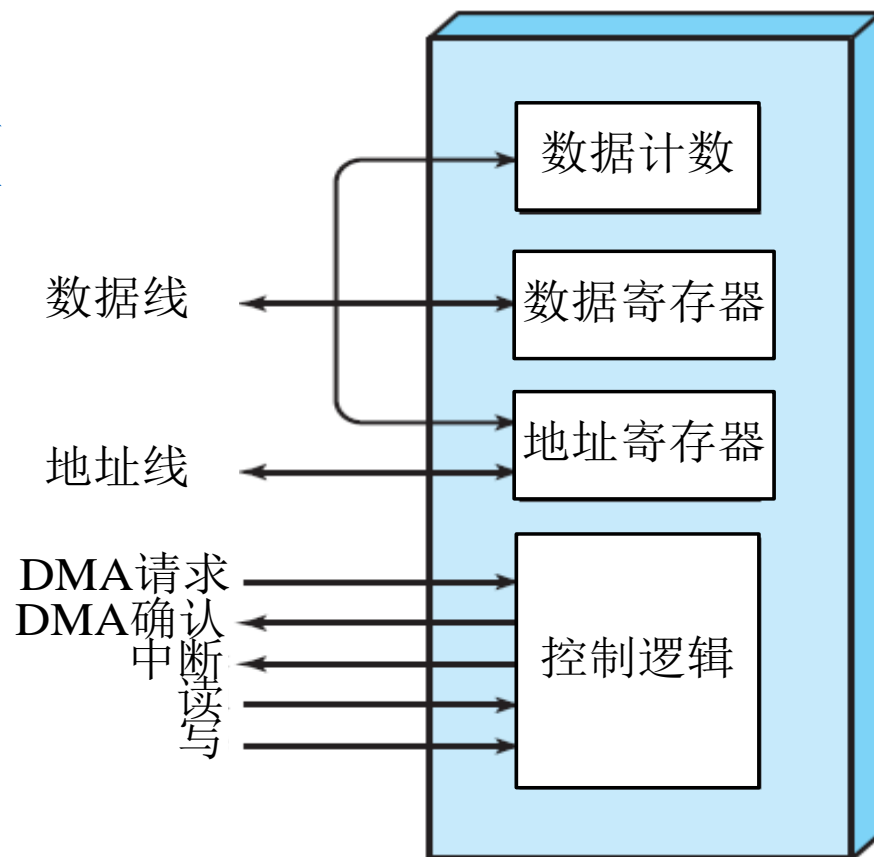 数据计数
数据线
数据寄存器
地址线
地址寄存器
DMA请求
DMA确认
中断
读
写
控制逻辑